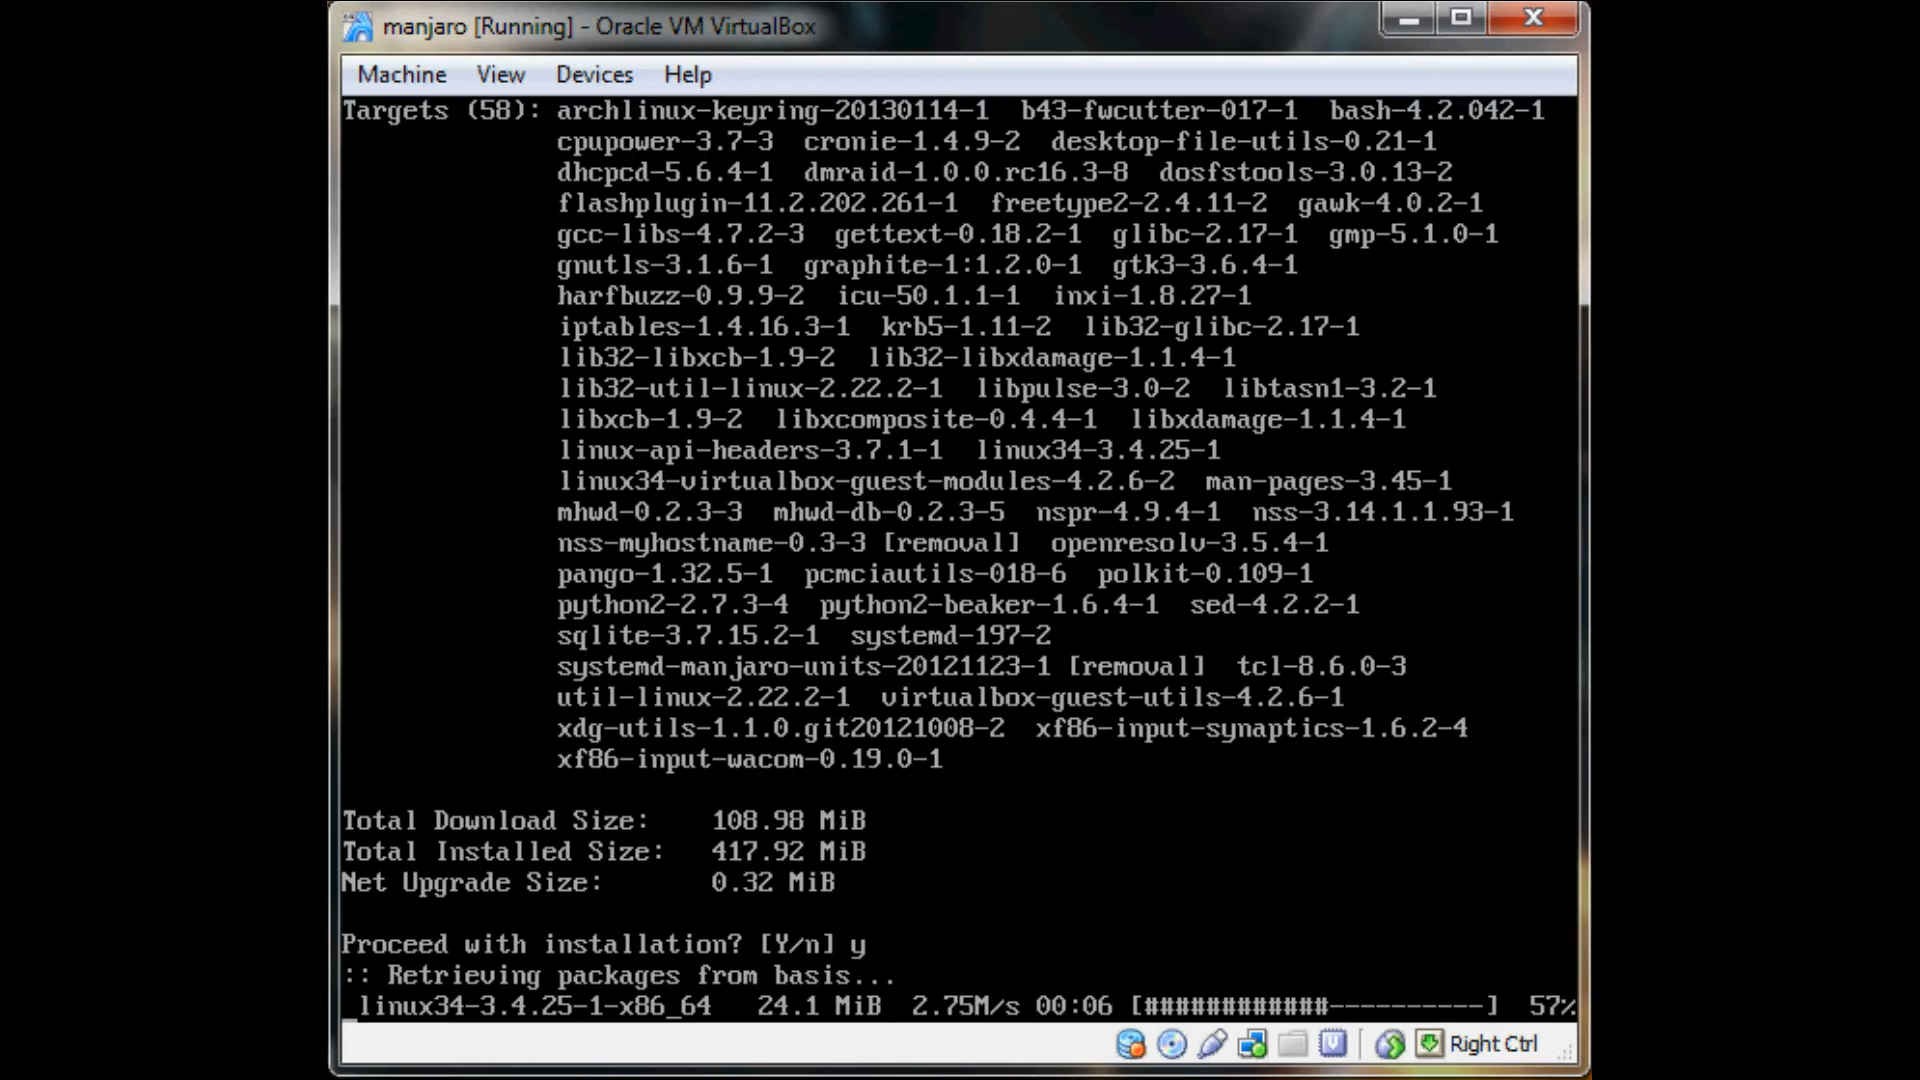 manjaro [Running] - Oracle VM VirtualBox
Machine View Devices Help
Targets (58): archlinux-keyring-20130114-1 b43-fwcutter-017-1 bash-4.2.042-1
cpupower-3.7-3 cronie-1.4.9-2 desktop-file-utils-0.21-1
dhcpcd-5.6.4-1 dmraid-1.0.0.rc16.3-8 dosfstools-3.0.13-2
flashplugin-11.2.202.261-1 freetype2-2.4.11-2 gawk-4.0.2-1
gcc-libs-4.7.2-3 gettext-0.18.2-1 glibc-2.17-1 gmp-5.1.0-1
gnutls-3.1.6-1 graphite-1:1.2.0-1 gtk3-3.6.4-1
harfbuzz-0.9.9-2 icu-50.1.1-1 inxi-1.8.27-1
iptables-1.4.16.3-1 krb5-1.11-2 lib32-glibc-2.17-1
lib32-libxcb-1.9-2 lib32-libxdamage-1.1.4-1
lib32-util-linux-2.22.2-1 libpulse-3.0-2 libtasn1-3.2-1
libxcb-1.9-2 libxcomposite-0.4.4-1 libxdamage-1.1.4-1
linux-api-headers-3.7.1-1 linux34-3.4.25-1
linux34-virtualbox-guest-modules-4.2.6-2 man-pages-3.45-1
mhwd-0.2.3-3 mhwd-db-0.2.3-5 nspr-4.9.4-1 nss-3.14.1.1.93-1
nss-myhostname-0.3-3 [removal] openresolv-3.5.4-1
pango-1.32.5-1 pcmciautils-018-6 polkit-0.109-1
python2-2.7.3-4 python2-beaker-1.6.4-1 sed-4.2.2-1
sqlite-3.7.15.2-1 systemd-197-2
systemd-manjaro-units-20121123-1 [removal] tcl-8.6.0-3
util-linux-2.22.2-1 virtualbox-guest-utils-4.2.6-1
xdg-utils-1.1.0.git20121008-2 xf86-input-synaptics-1.6.2-4
xf86-input-wacom-0.19.0-1
Total Download Size: 108.98 MiB
Total Installed Size: 417.92 MiB
Net Upgrade Size: 0.32 MiB
Proceed with installation? [Y/n] y
:: Retrieving packages from basis...
linux34-3.4.25-1-x86_64 24.1 MiB 2.75M/s 00:06 [############----------] 57%
Right Ctrl